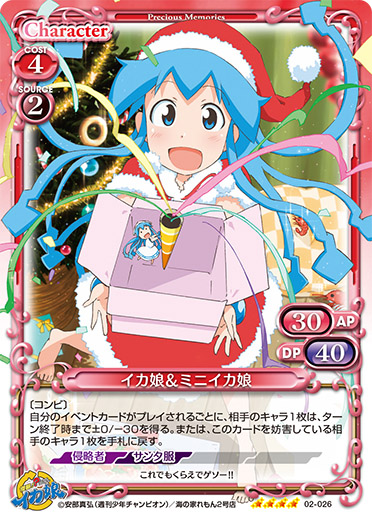 Precious Memories
Character
COST
4
SOURCE
2
30 AP
DP 40
イカ娘&ミニイカ娘
〔コンビ〕
自分のイベントカードがプレイされるごとに、相手のキャラ1枚は、ター
ン終了時まで±0/−30を得る。または、このカードを妨害している相
手のキャラ1枚を手札に戻す。
侵略者 サンタ服
これでもくらえでゲソー!!
©安部真弘(週刊少年チャンピオン)/海の家れもん2号店
02-026